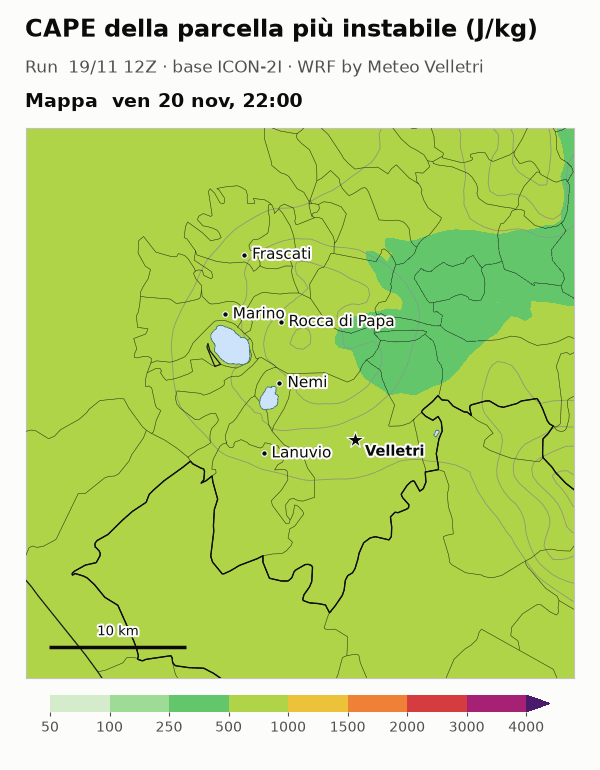 CAPE della parcella più instabile (J/kg)
Run  19/11 12Z · base ICON-2I · WRF by Meteo Velletri
Mappa  ven 20 nov, 22:00
Frascati
Marino
Rocca di Papa
Nemi
Velletri
Lanuvio
10 km
50 100 250 500 1000 1500 2000 3000 4000